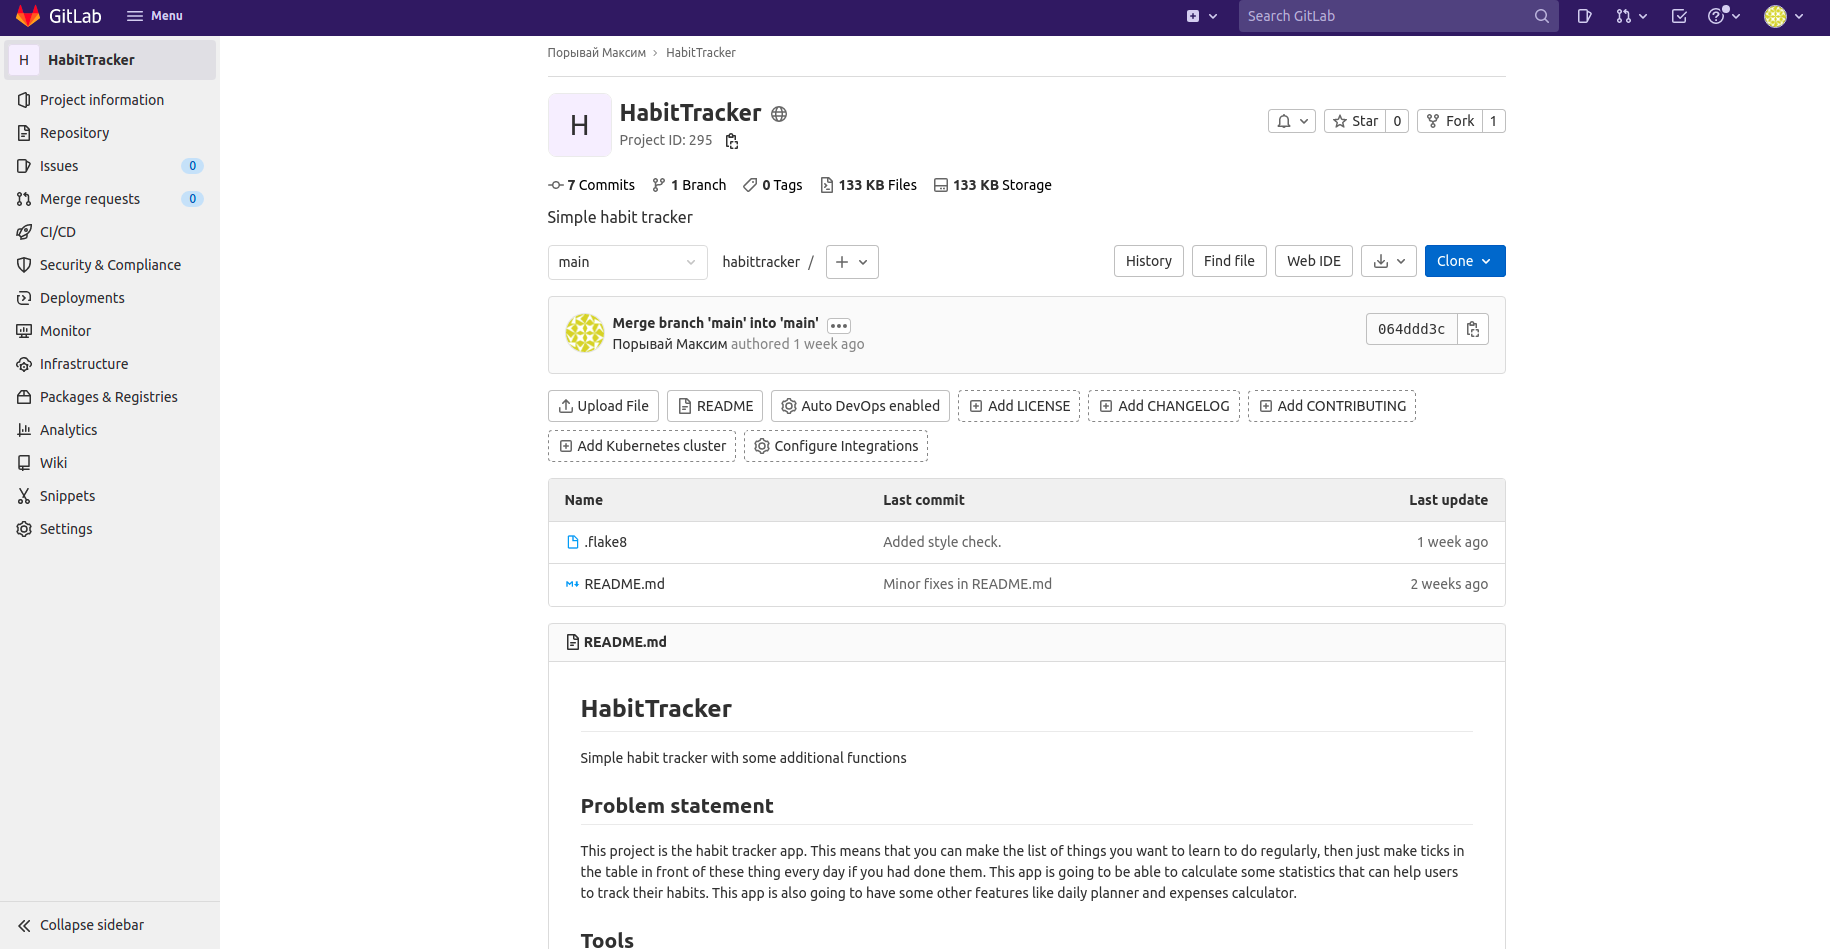 GitLab Menu Search GitLab
H HabitTracker
Project information
Repository
Issues 0
Merge requests 0
CI/CD
Security & Compliance
Deployments
Monitor
Infrastructure
Packages & Registries
Analytics
Wiki
Snippets
Settings
Collapse sidebar
Порывай Максим › HabitTracker
H
HabitTracker
Project ID: 295
Star 0 Fork 1
7 Commits 1 Branch 0 Tags 133 KB Files 133 KB Storage
Simple habit tracker
main habittracker / History Find file Web IDE Clone
Merge branch 'main' into 'main'
Порывай Максим authored 1 week ago
064ddd3c
Upload File README Auto DevOps enabled Add LICENSE Add CHANGELOG Add CONTRIBUTING
Add Kubernetes cluster Configure Integrations
Name Last commit Last update
.flake8 Added style check. 1 week ago
README.md Minor fixes in README.md 2 weeks ago
README.md
HabitTracker
Simple habit tracker with some additional functions
Problem statement
This project is the habit tracker app. This means that you can make the list of things you want to learn to do regularly, then just make ticks in
the table in front of these thing every day if you had done them. This app is going to be able to calculate some statistics that can help users
to track their habits. This app is also going to have some other features like daily planner and expenses calculator.
Tools